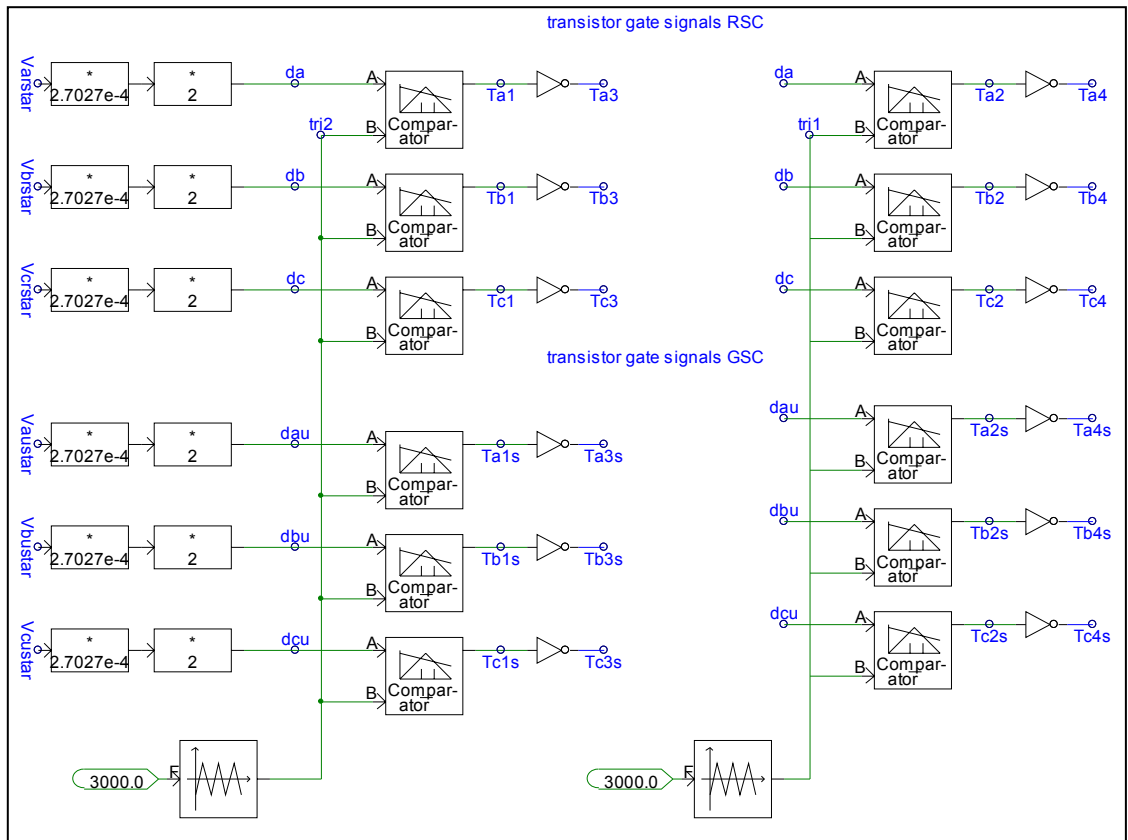 transistor gate signals RSC
Varstar
*
2.7027e-4
*
2
da
A
B
Compar-
ator
Ta1
Ta3
tri2
da
A
B
Compar-
ator
Ta2
Ta4
tri1
Vbrstar
*
2.7027e-4
*
2
db
A
B
Compar-
ator
Tb1
Tb3
db
A
B
Compar-
ator
Tb2
Tb4
Vcrstar
*
2.7027e-4
*
2
dc
A
B
Compar-
ator
Tc1
Tc3
dc
A
B
Compar-
ator
Tc2
Tc4
transistor gate signals GSC
Vaustar
*
2.7027e-4
*
2
dau
A
B
Compar-
ator
Ta1s
Ta3s
dau
A
B
Compar-
ator
Ta2s
Ta4s
Vbustar
*
2.7027e-4
*
2
dbu
A
B
Compar-
ator
Tb1s
Tb3s
dbu
A
B
Compar-
ator
Tb2s
Tb4s
Vcustar
*
2.7027e-4
*
2
dcu
A
B
Compar-
ator
Tc1s
Tc3s
dcu
A
B
Compar-
ator
Tc2s
Tc4s
3000.0
F
3000.0
F